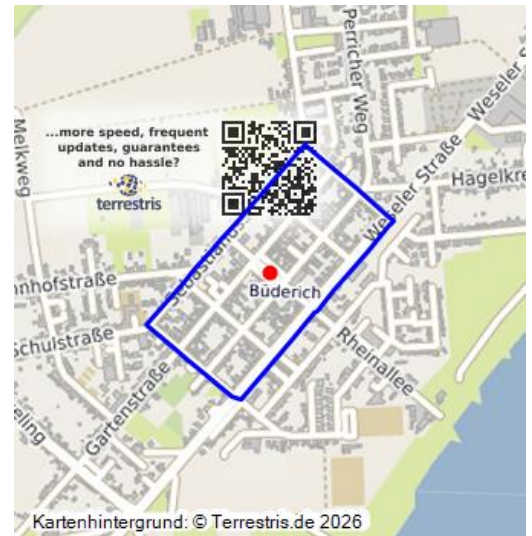 Perricher Weg
Weseler S
Melkweg
...more speed, frequent
updates, guarantees
and no hassle?
terrestris
Hagelkre
Weseler Straße
Sebastianus
nhofstraße
Büderich
Schulstraße
Rheinallee
Gartenstraße
eling
Kartenhintergrund: © Terrestris.de 2026